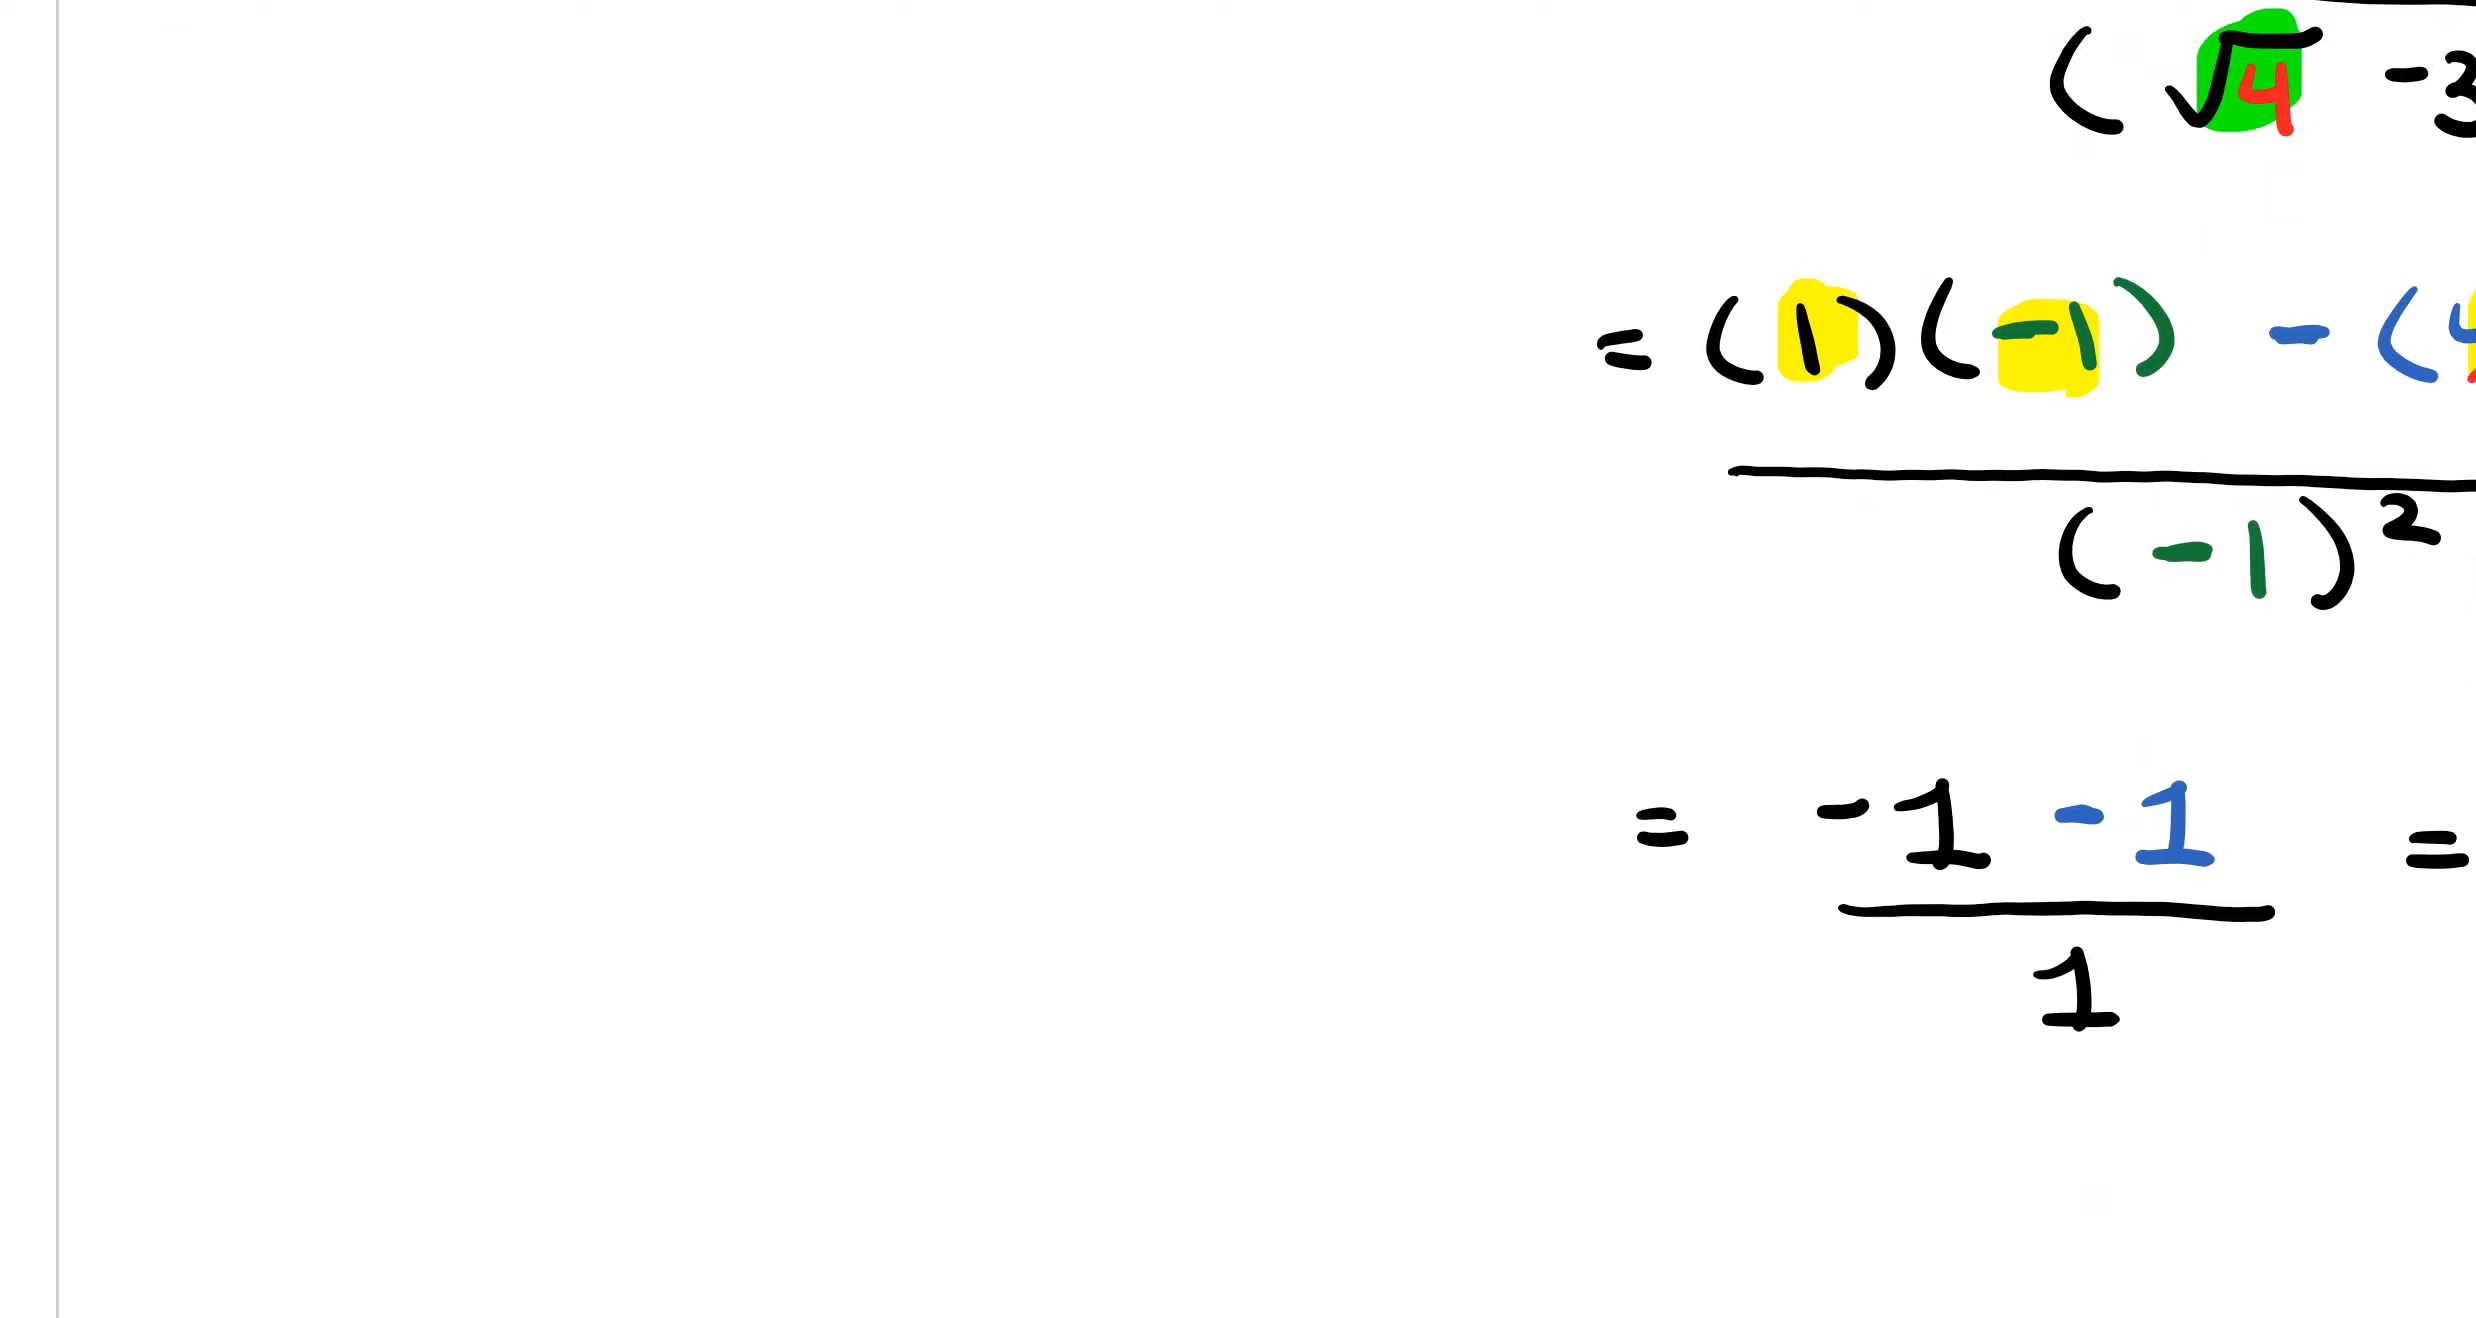 ( √4 - 3
= (1)(-1) - (4
(-1)²
= -1 - 1 =
1